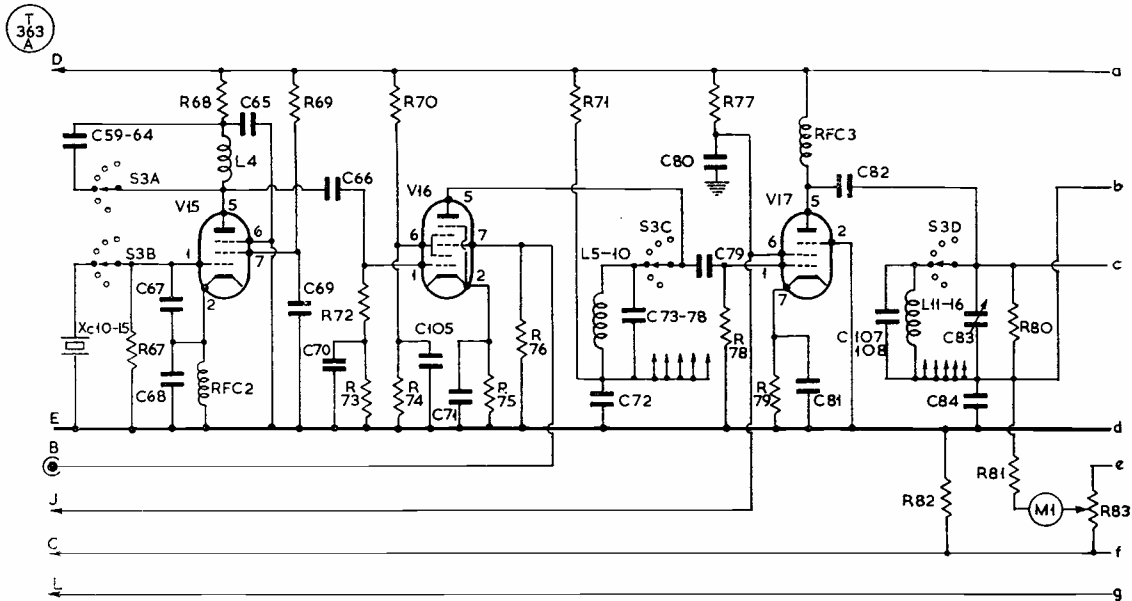 T
363
A
D
a
R68
C65
R69
R70
R71
R77
C59-64
L4
RFC3
C80
C82
S3A
C66
V16
b
V15
5
5
V17
5
6
7
6
7
6
2
S3B
1
1
S3C
C79
1
S3D
c
L5-10
2
2
7
C67
C69
R72
C73-78
L11-16
Xc10-15
R67
C105
R
76
R
78
C107
108
C83
R80
C70
C68
RFC2
R
73
R
74
C71
R
75
C72
R
79
C81
C84
E
d
B
e
R81
J
R82
M1
R83
C
f
L
g